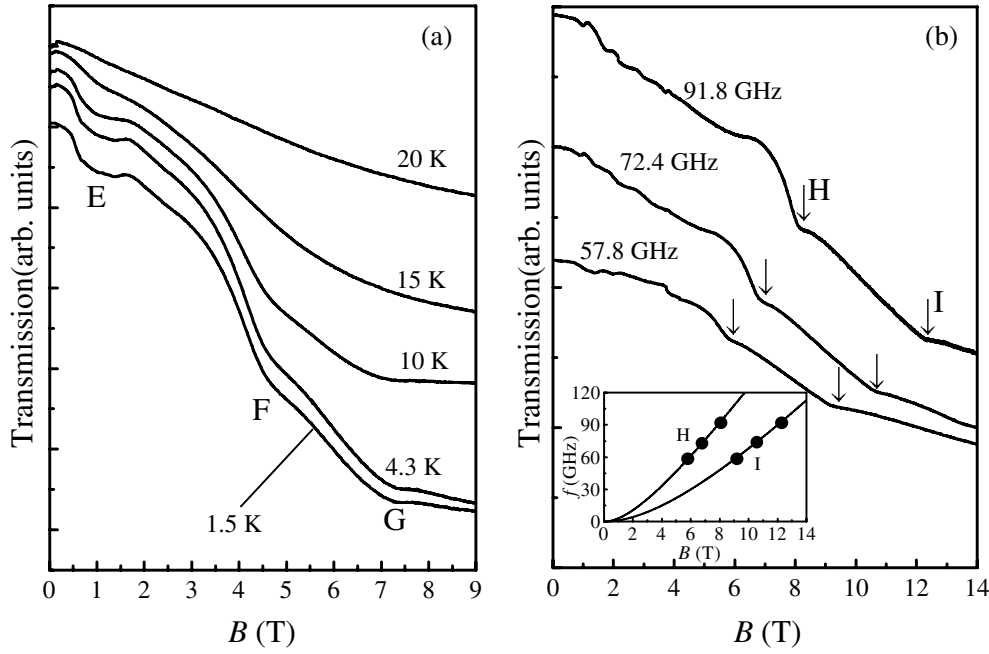 (a)
20 K
15 K
10 K
4.3 K
1.5 K
E
F
G
Transmission(arb. units)
0 1 2 3 4 5 6 7 8 9
B (T)
(b)
91.8 GHz
72.4 GHz
57.8 GHz
H
I
Transmission(arb. units)
0 2 4 6 8 10 12 14
B (T)
120
90
60
30
0
f (GHz)
H
I
0 2 4 6 8 10 12 14
B (T)